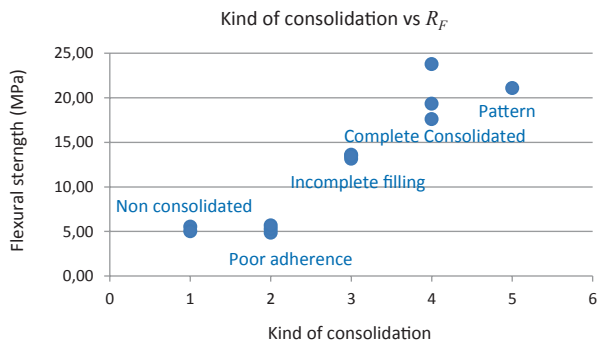 Kind of consolidation vs R_F
Flexural sterngth (MPa)
25,00
20,00
15,00
10,00
5,00
0,00
Pattern
Complete Consolidated
Incomplete filling
Non consolidated
Poor adherence
0 1 2 3 4 5 6
Kind of consolidation